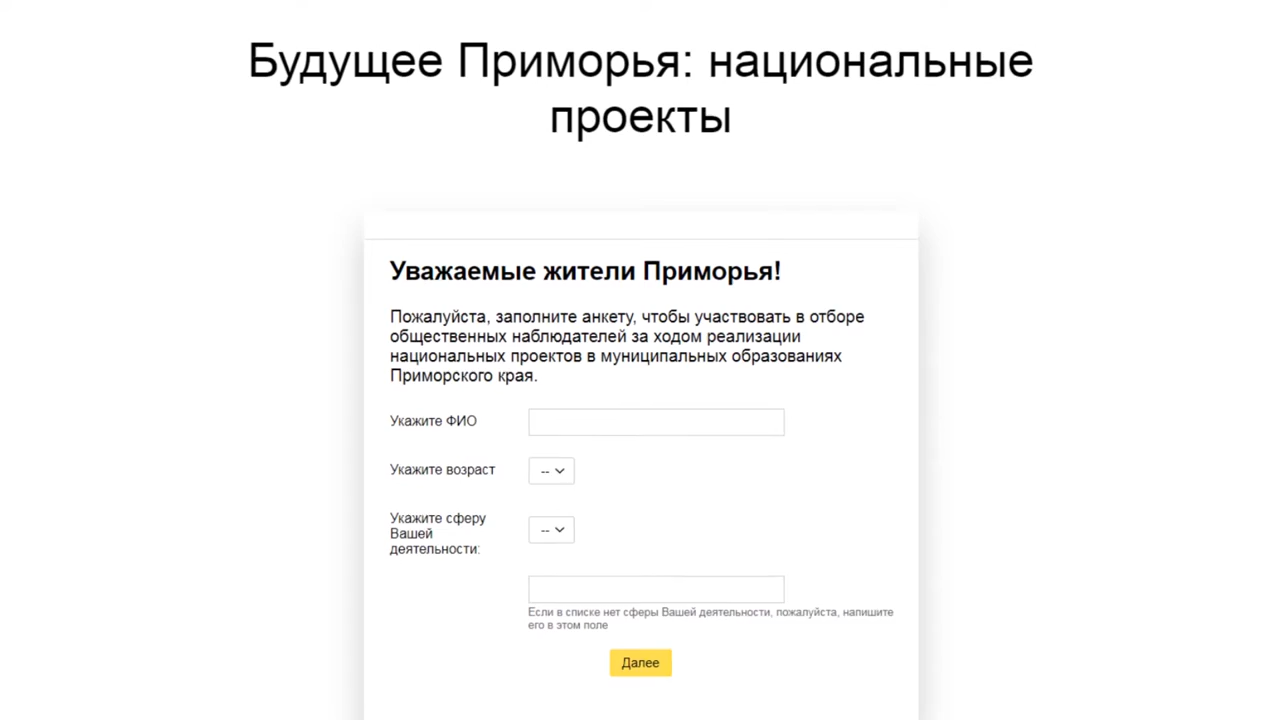 Будущее Приморья: национальные
проекты
Уважаемые жители Приморья!
Пожалуйста, заполните анкету, чтобы участвовать в отборе
общественных наблюдателей за ходом реализации
национальных проектов в муниципальных образованиях
Приморского края.
Укажите ФИО
Укажите возраст
--
Укажите сферу
Вашей
деятельности:
--
Если в списке нет сферы Вашей деятельности, пожалуйста, напишите
его в этом поле
Далее